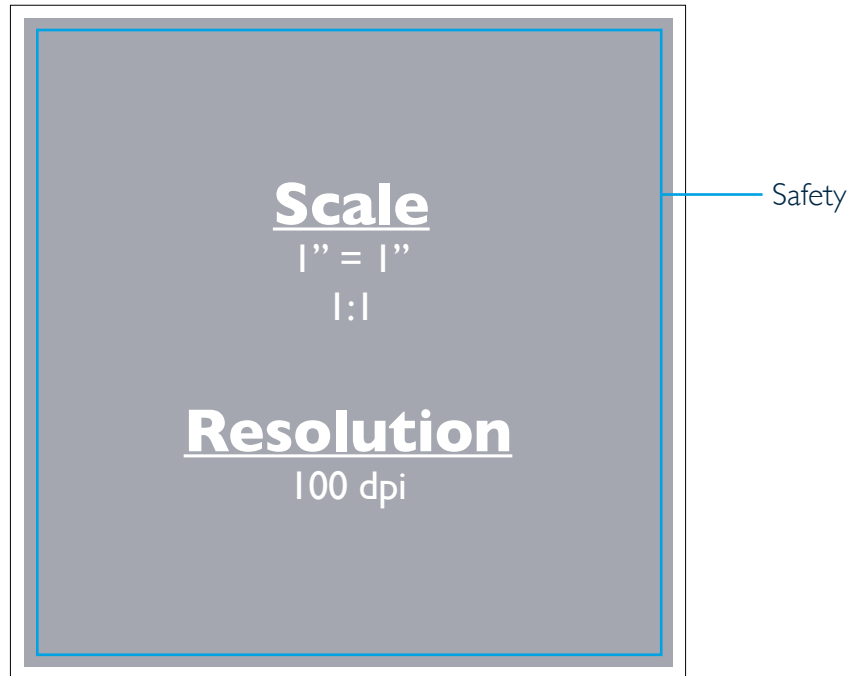 Scale
1” = 1”
1:1
Resolution
100 dpi
Safety